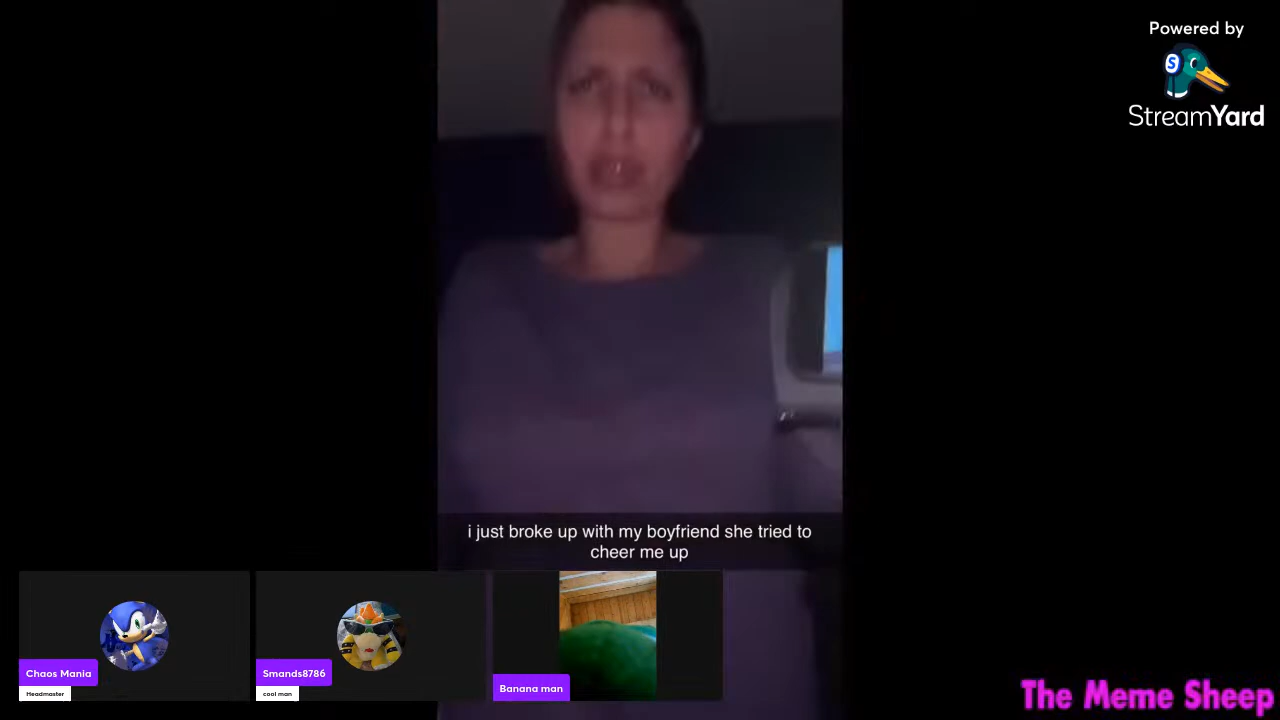 Powered by
StreamYard
i just broke up with my boyfriend she tried to
cheer me up
Chaos Mania
Headmaster
Smands8786
cool man
Banana man
The Meme Sheep